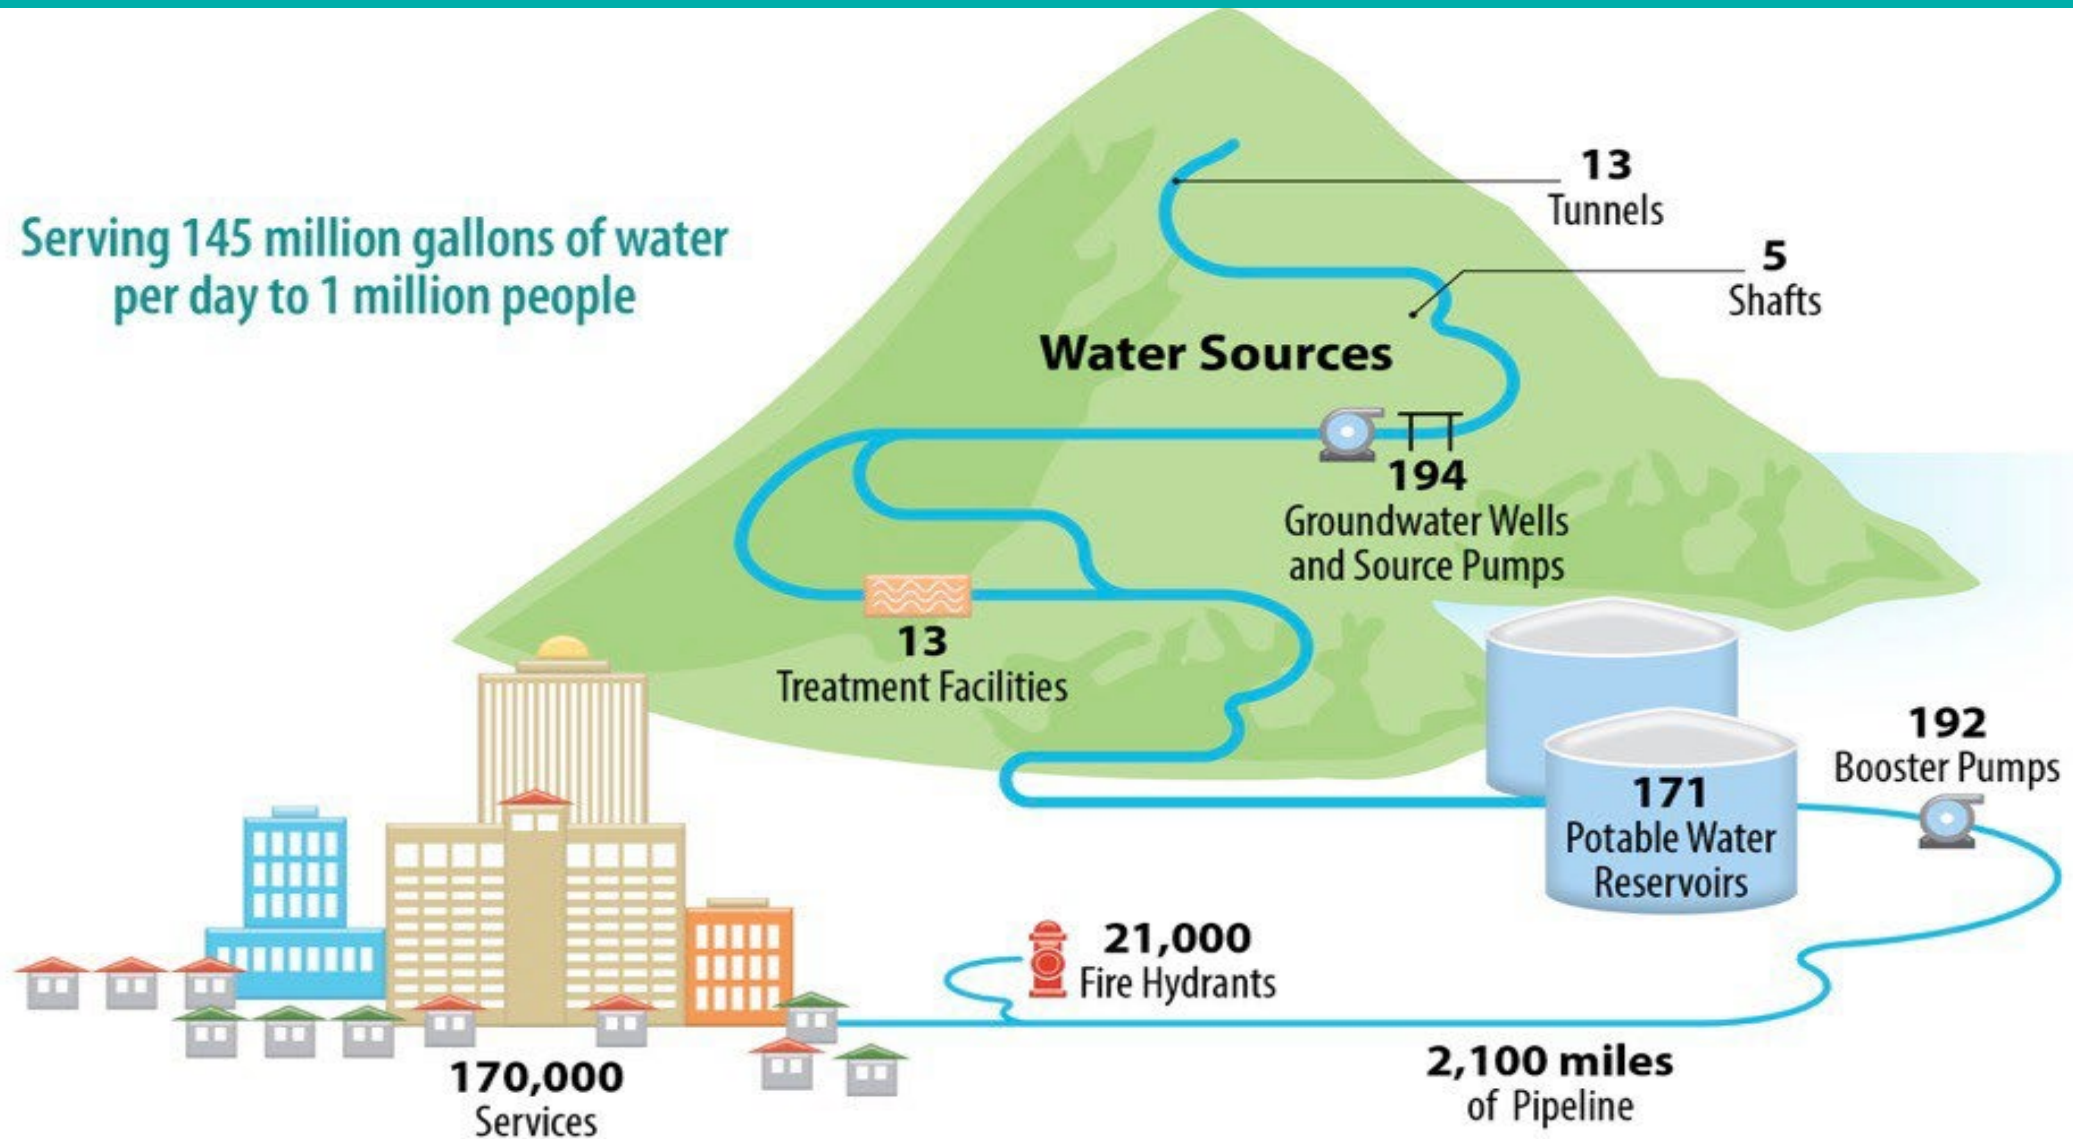 Serving 145 million gallons of water
per day to 1 million people
13
Tunnels
5
Shafts
Water Sources
194
Groundwater Wells
and Source Pumps
13
Treatment Facilities
192
Booster Pumps
171
Potable Water
Reservoirs
21,000
Fire Hydrants
2,100 miles
of Pipeline
170,000
Services